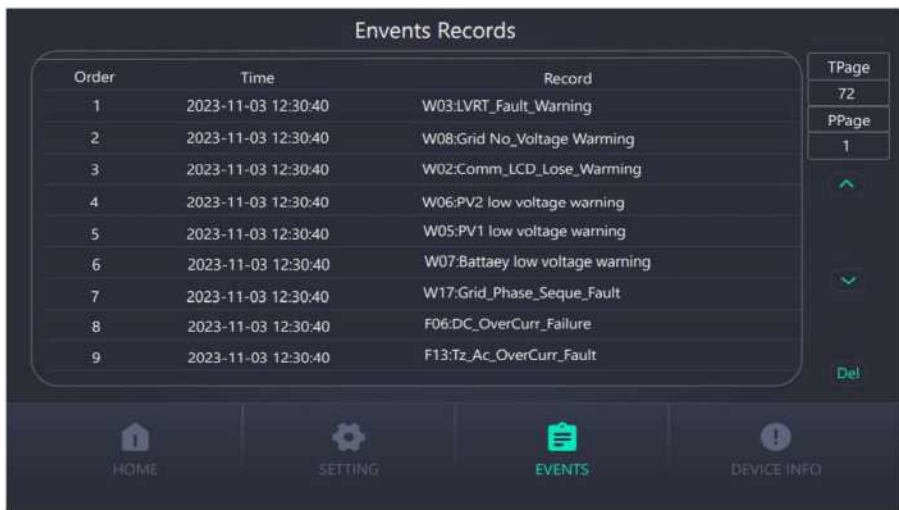 Envents Records
Order Time Record
1 2023-11-03 12:30:40 W03:LVRT_Fault_Warning
2 2023-11-03 12:30:40 W08:Grid No_Voltage Warming
3 2023-11-03 12:30:40 W02:Comm_LCD_Lose_Warming
4 2023-11-03 12:30:40 W06:PV2 low voltage warning
5 2023-11-03 12:30:40 W05:PV1 low voltage warning
6 2023-11-03 12:30:40 W07:Battaey low voltage warning
7 2023-11-03 12:30:40 W17:Grid_Phase_Seque_Fault
8 2023-11-03 12:30:40 F06:DC_OverCurr_Failure
9 2023-11-03 12:30:40 F13:Tz_Ac_OverCurr_Fault
TPage
72
PPage
1
Del
HOME SETTING EVENTS DEVICE INFO